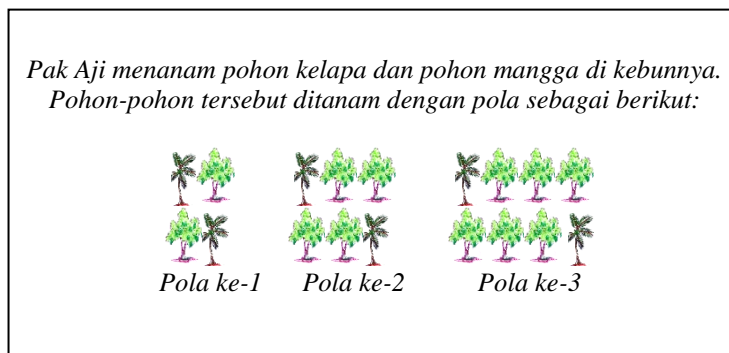 Pak Aji menanam pohon kelapa dan pohon mangga di kebunnya.
Pohon-pohon tersebut ditanam dengan pola sebagai berikut:
Pola ke-1 Pola ke-2 Pola ke-3